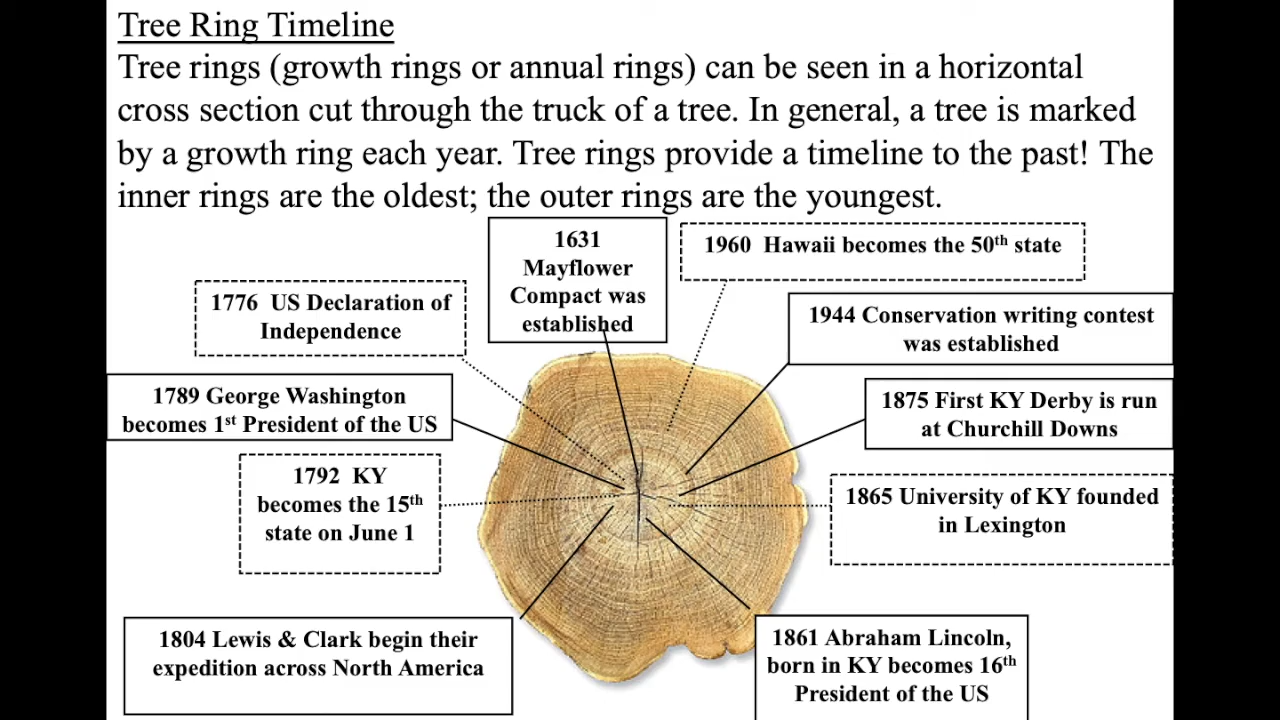 Tree Ring Timeline
Tree rings (growth rings or annual rings) can be seen in a horizontal
cross section cut through the truck of a tree. In general, a tree is marked
by a growth ring each year. Tree rings provide a timeline to the past! The
inner rings are the oldest; the outer rings are the youngest.
1631
Mayflower
Compact was
established
1960 Hawaii becomes the 50th state
1776 US Declaration of
Independence
1944 Conservation writing contest
was established
1789 George Washington
becomes 1st President of the US
1875 First KY Derby is run
at Churchill Downs
1792 KY
becomes the 15th
state on June 1
1865 University of KY founded
in Lexington
1804 Lewis & Clark begin their
expedition across North America
1861 Abraham Lincoln,
born in KY becomes 16th
President of the US